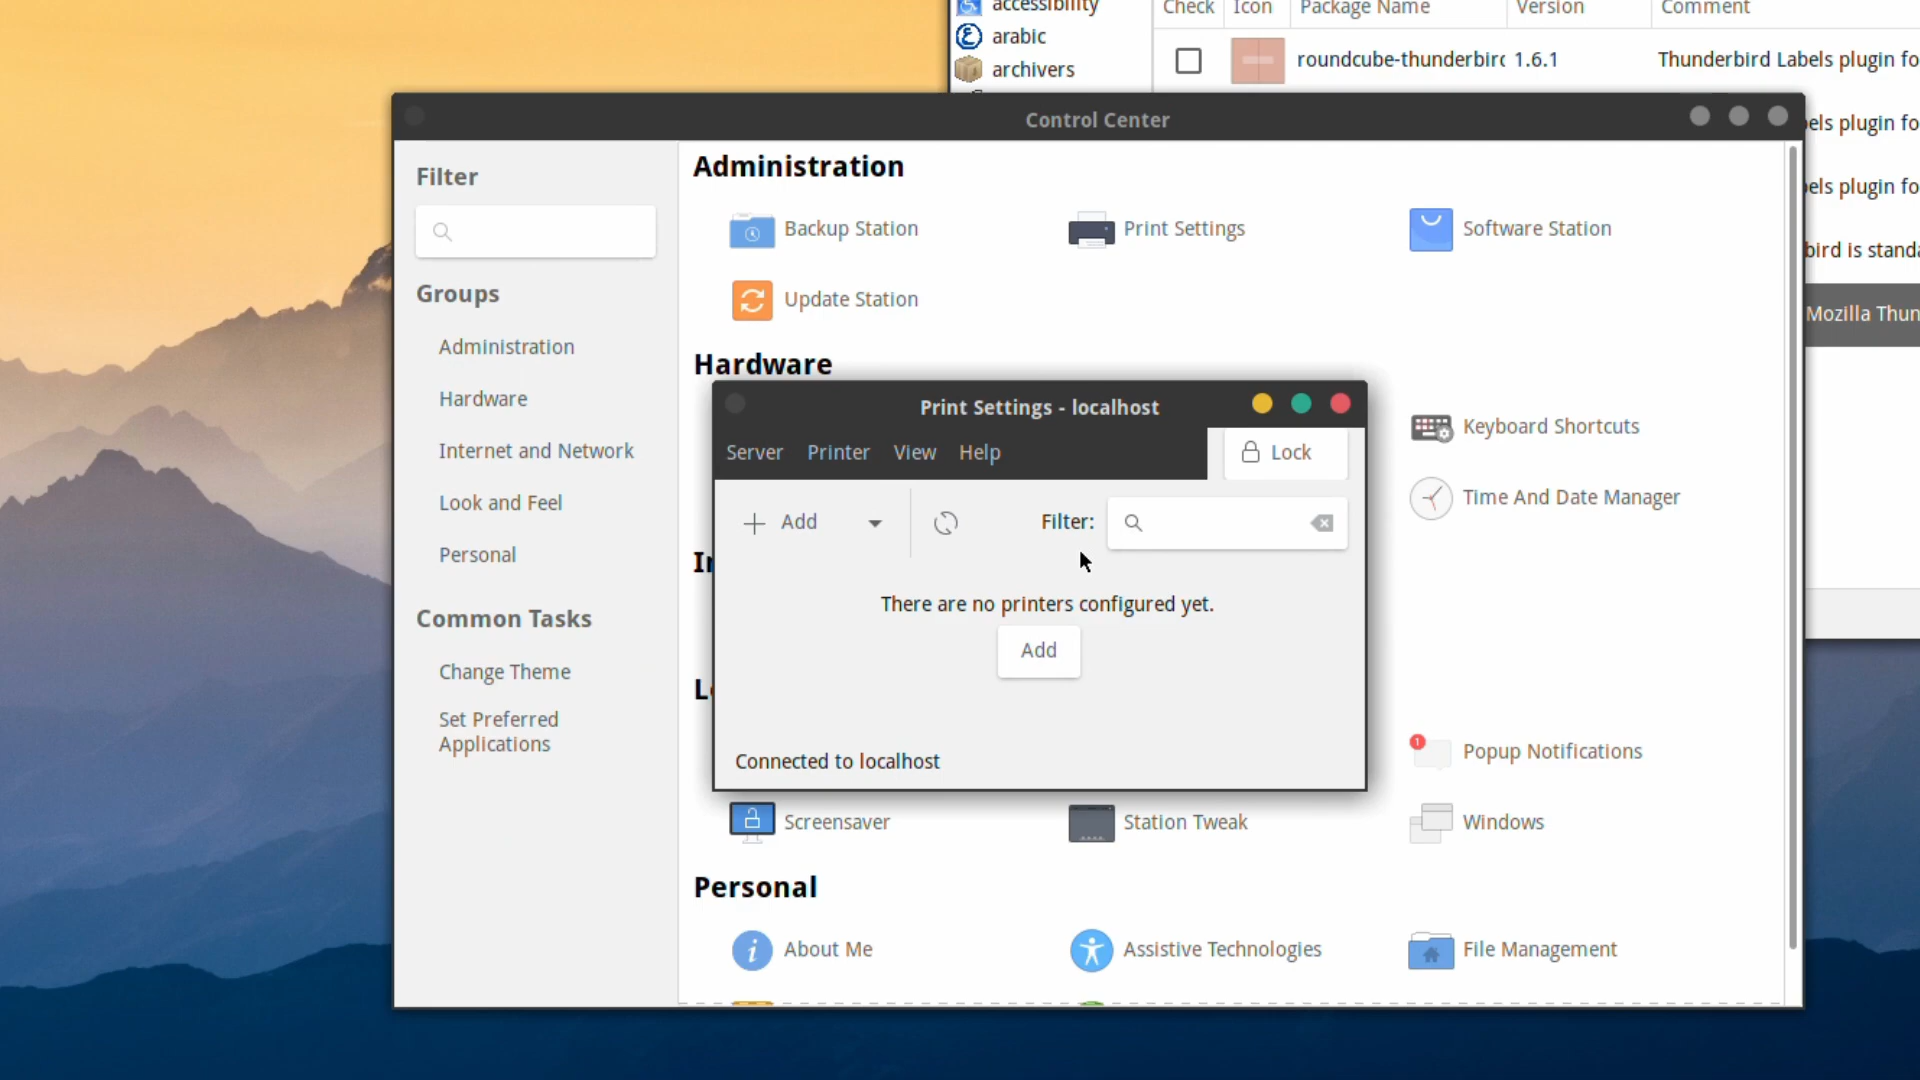 accessibility
arabic
archivers
Check Icon Package Name Version Comment
roundcube-thunderbird 1.6.1 Thunderbird Labels plugin fo
els plugin fo
els plugin fo
bird is standa
Mozilla Thun
Control Center
Filter
Groups
Administration
Hardware
Internet and Network
Look and Feel
Personal
Common Tasks
Change Theme
Set Preferred
Applications
Administration
Backup Station
Print Settings
Software Station
Update Station
Hardware
Keyboard Shortcuts
Time And Date Manager
Print Settings - localhost
Server Printer View Help
Lock
Add
Filter:
There are no printers configured yet.
Add
Connected to localhost
1
Popup Notifications
Screensaver
Station Tweak
Windows
Personal
About Me
Assistive Technologies
File Management